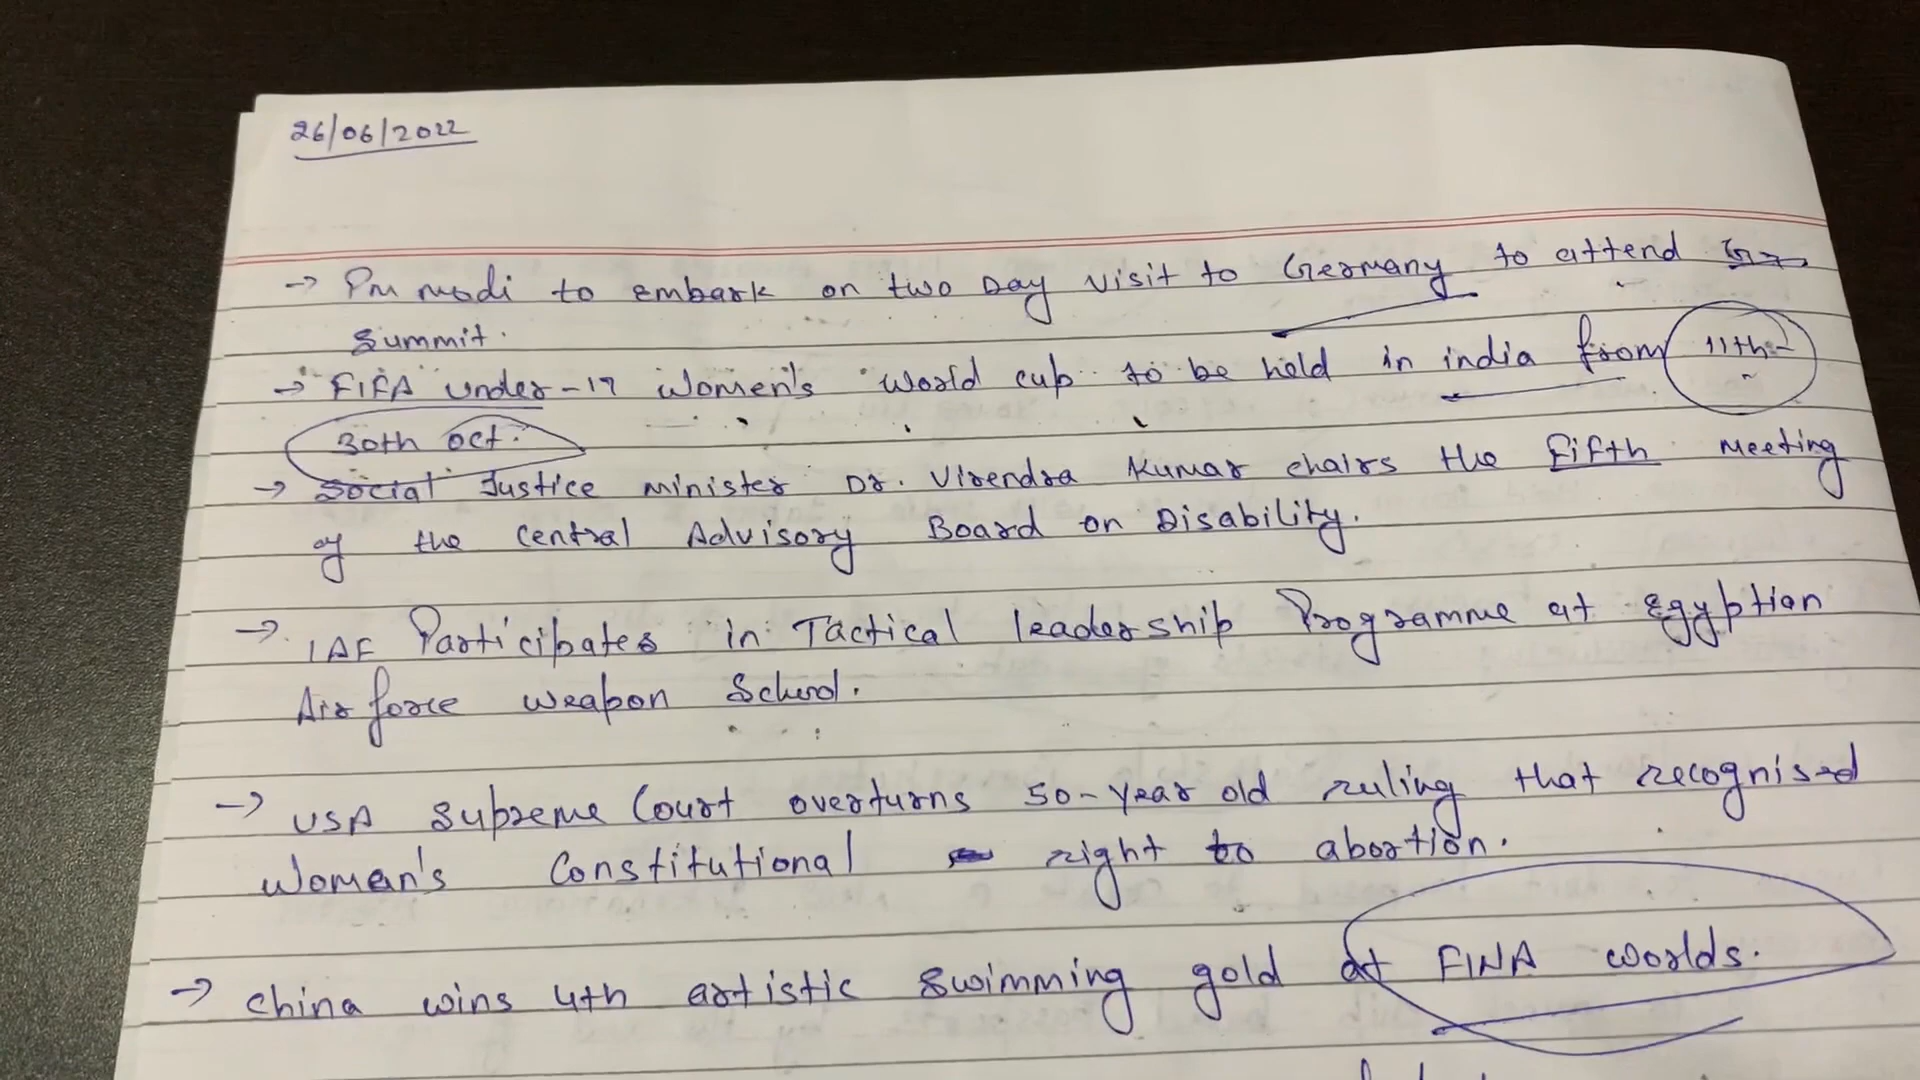 26/06/2022
→ Pm modi to embark on two Day visit to Germany to attend G7
Summit.
→ FIFA under-17 Women's World cup to be held in india from 11th-
30th oct.
→ Social Justice minister Dr. Virendra Kumar chairs the Fifth Meeting
of the Central Advisory Board on Disability.
→ IAF Participates in Tactical leadership Programme at Egyptian
Air force weapon School.
→ USA Supreme Court overturns 50-year old ruling that recognised
Woman's Constitutional right to abortion.
→ China wins 4th artistic Swimming gold at FINA worlds.